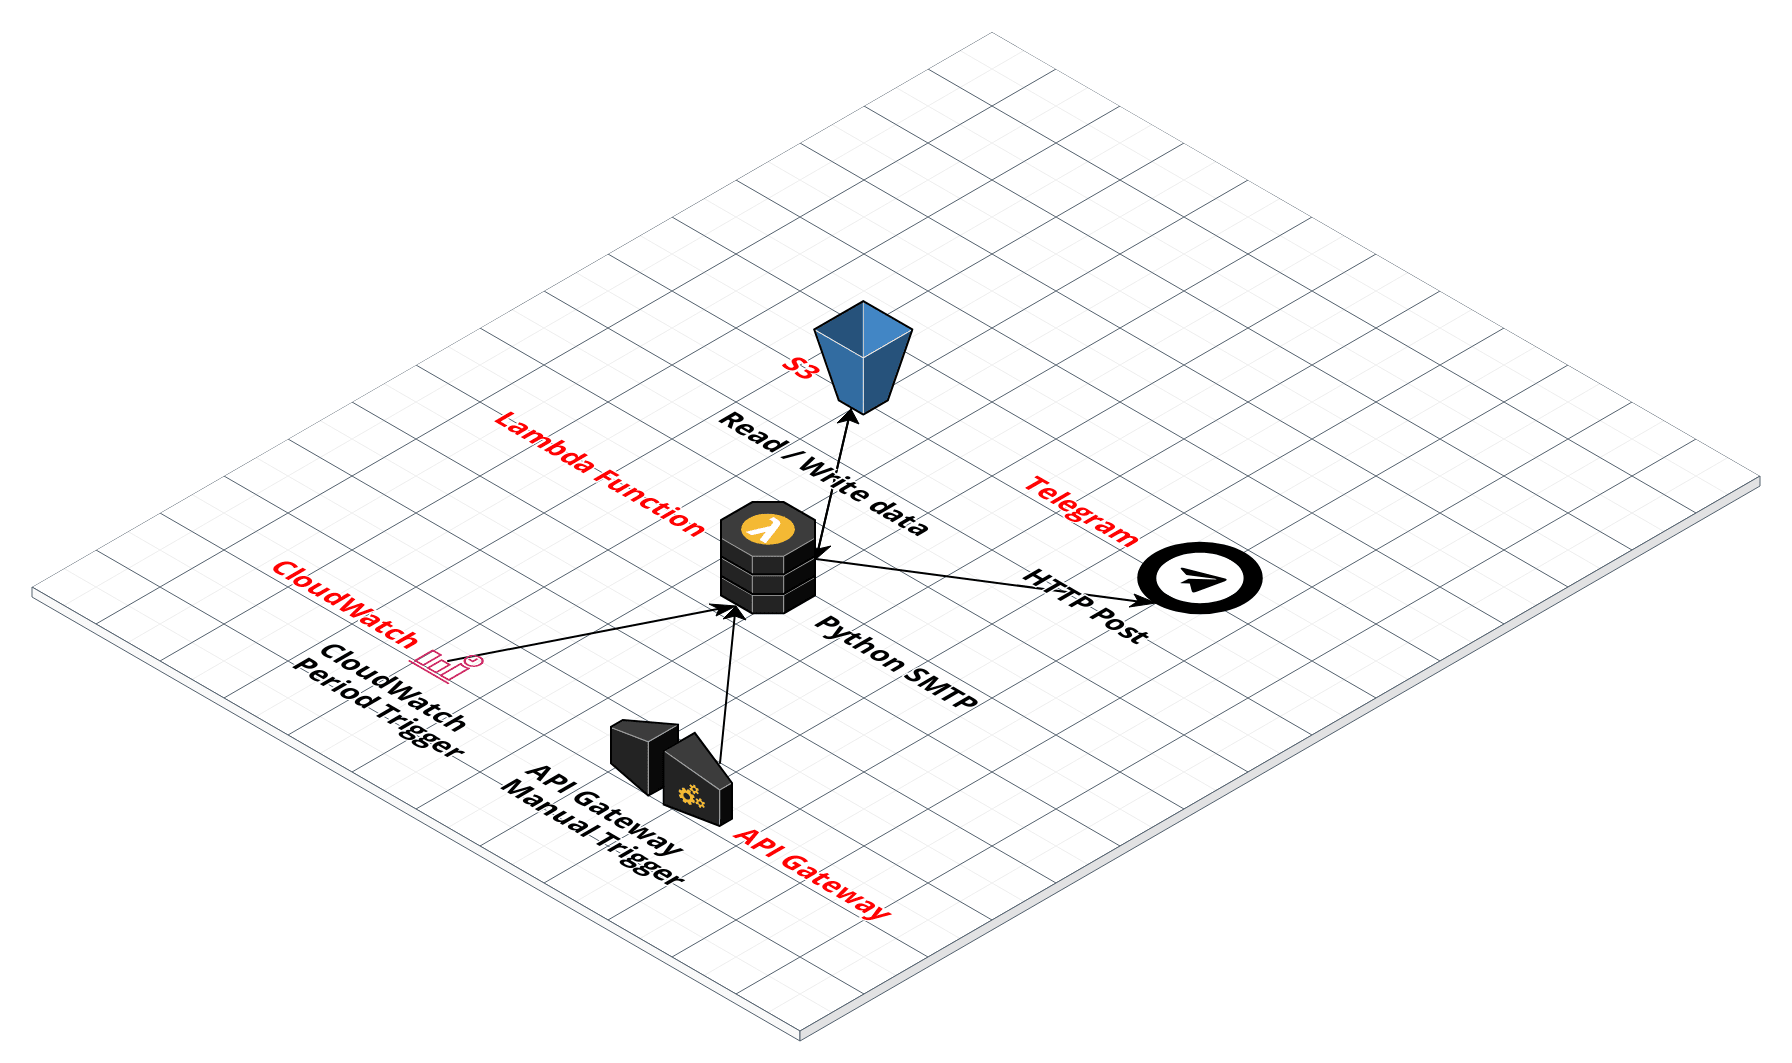 S3
Read / Write data
Lambda Function
Telegram
HTTP Post
CloudWatch
CloudWatch
Period Trigger
Python SMTP
API Gateway
Manual Trigger
API Gateway